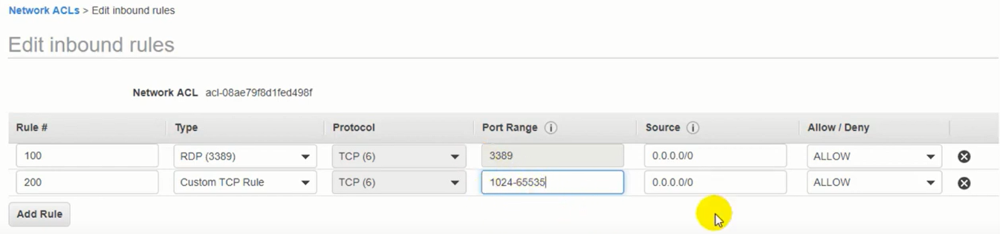 Network ACLs > Edit inbound rules
Edit inbound rules
Network ACL acl-08ae79f8d1fed498f
Rule # Type Protocol Port Range i Source i Allow / Deny
100 RDP (3389) TCP (6) 3389 0.0.0.0/0 ALLOW
200 Custom TCP Rule TCP (6) 1024-65535 0.0.0.0/0 ALLOW
Add Rule